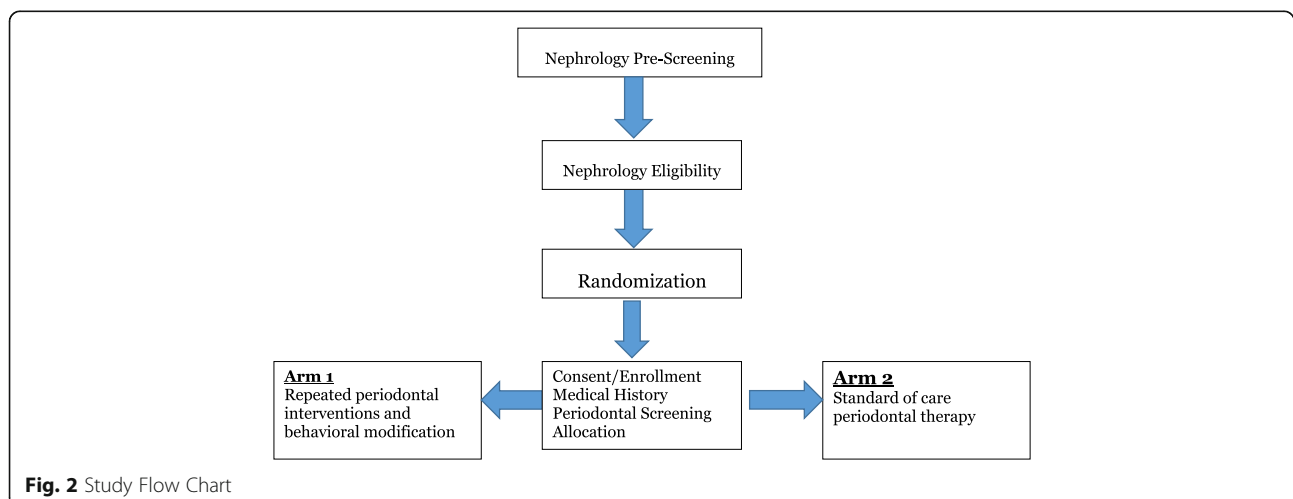 Nephrology Pre-Screening
Nephrology Eligibility
Randomization
Arm 1
Repeated periodontal
interventions and
behavioral modification
Consent/Enrollment
Medical History
Periodontal Screening
Allocation
Arm 2
Standard of care
periodontal therapy
Fig. 2 Study Flow Chart